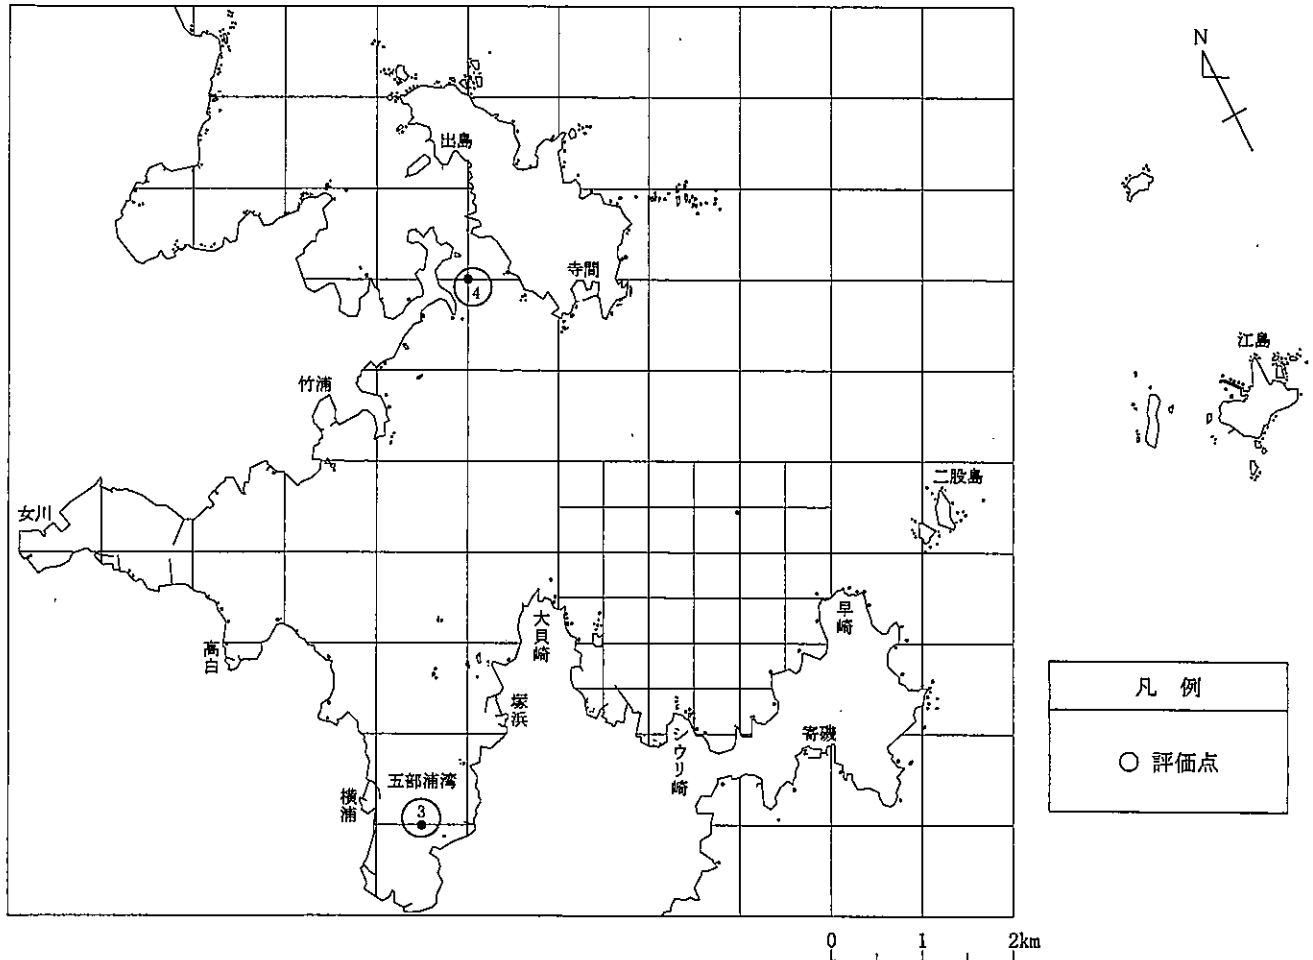 N
出島
寺間
4
江島
竹浦
二股島
女川
大貝崎
早崎
高白
凡 例
塚浜
シウリ崎
寄磯
○ 評価点
五部浦湾
横浦
3
0 1 2km